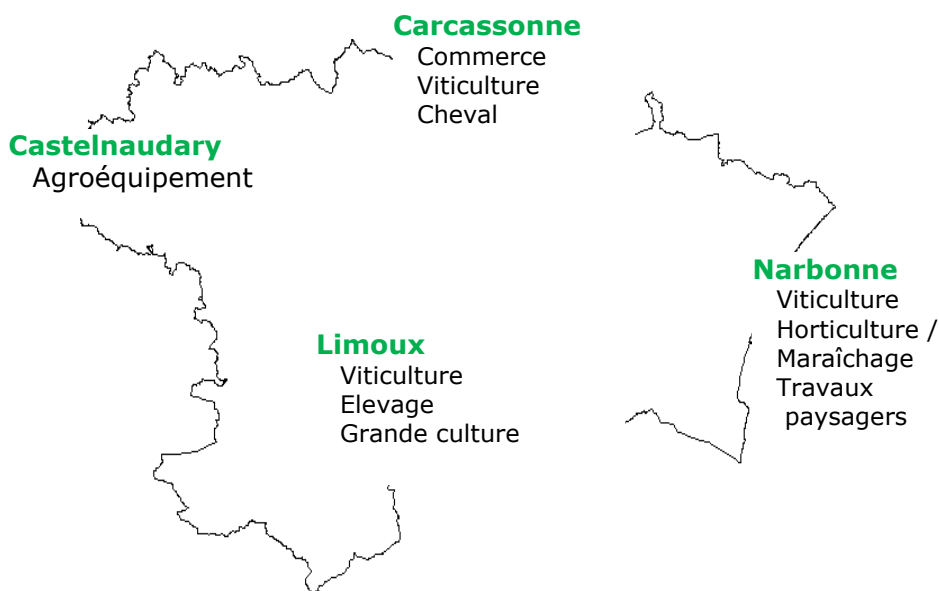 Carcassonne
Commerce
Viticulture
Cheval
Castelnaudary
Agroéquipement
Narbonne
Viticulture
Horticulture /
Maraîchage
Travaux
paysagers
Limoux
Viticulture
Elevage
Grande culture